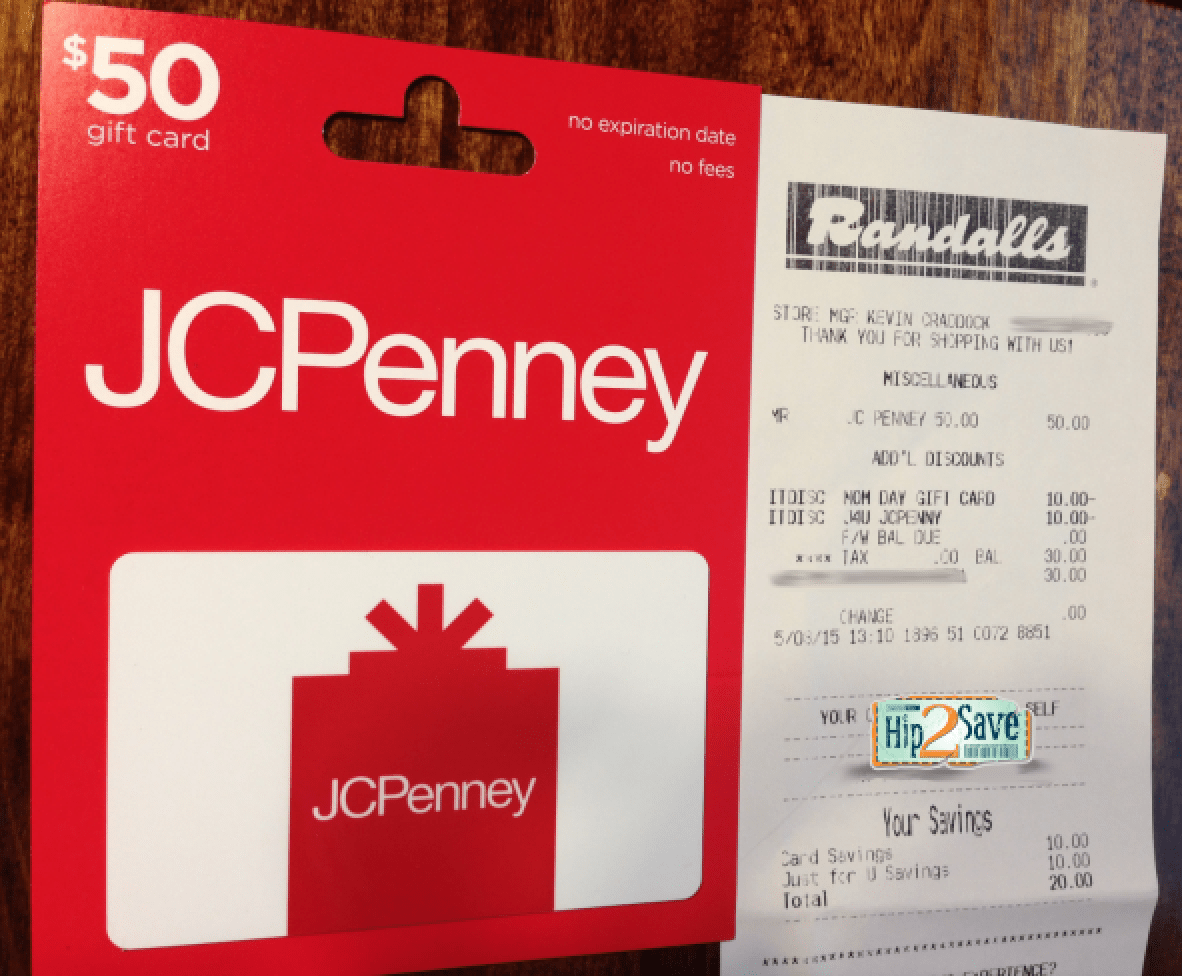 $50
gift card
no expiration date
no fees
JCPenney
JCPenney
Randalls
STORE MGR KEVIN CRADDOCK
THANK YOU FOR SHOPPING WITH US!
MISCELLANEOUS
MR JC PENNEY 50.00 50.00
ADD'L DISCOUNTS
ITDISC MOM DAY GIFT CARD 10.00-
ITDISC J4U JCPENNY 10.00-
F/W BAL DUE .00
**** TAX .00 BAL 30.00
30.00
CHANGE .00
13:10 1896 51 0072 8851
YOUR SELF
Hip2Save
Your Savings
Card Savings 10.00
Just for U Savings 10.00
Total 20.00
EXPERIENCE?